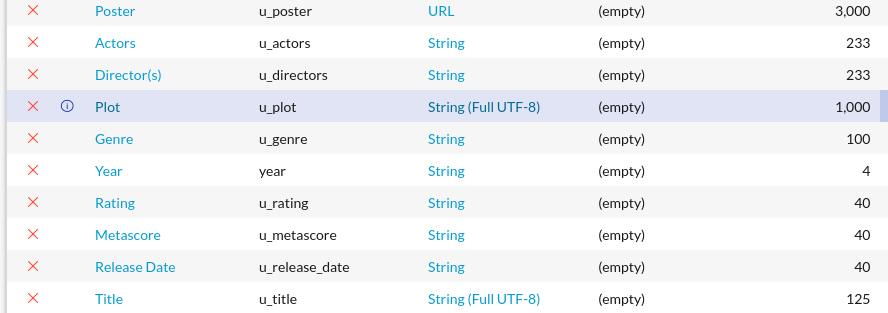 Poster u_poster URL (empty) 3,000
Actors u_actors String (empty) 233
Director(s) u_directors String (empty) 233
Plot u_plot String (Full UTF-8) (empty) 1,000
Genre u_genre String (empty) 100
Year year String (empty) 4
Rating u_rating String (empty) 40
Metascore u_metascore String (empty) 40
Release Date u_release_date String (empty) 40
Title u_title String (Full UTF-8) (empty) 125